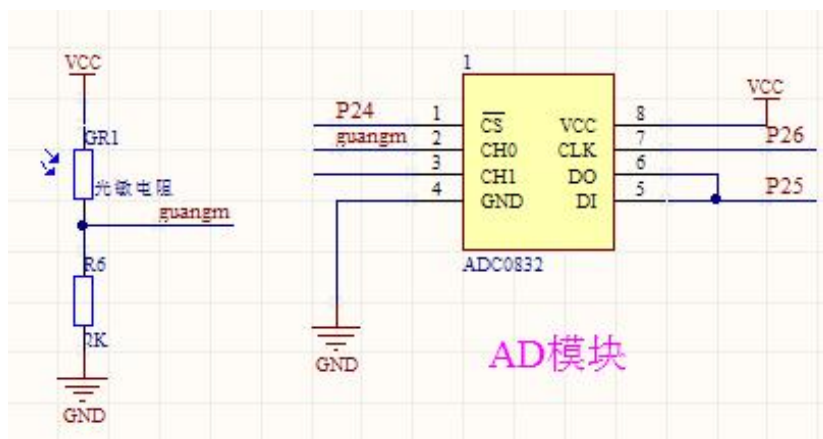 VCC
GR1
光敏电阻
guangm
R6
2K
GND
1
P24 1 CS VCC 8 VCC
guangm 2 CH0 CLK 7 P26
3 CH1 DO 6
4 GND DI 5 P25
ADC0832
GND
AD模块